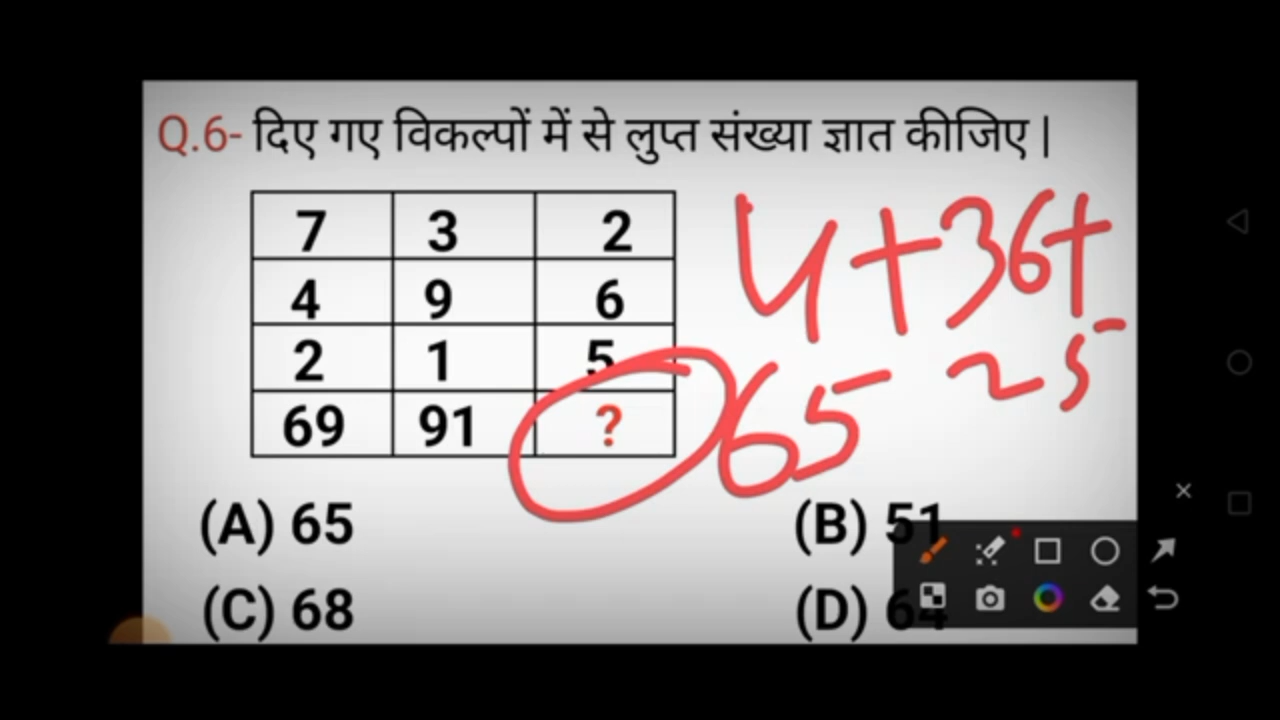 Q.6- दिए गए विकल्पों में से लुप्त संख्या ज्ञात कीजिए |
7 3 2
4 9 6
2 1 5
69 91 ?
4+36+
25
65
(A) 65 (B) 51
(C) 68 (D) 64